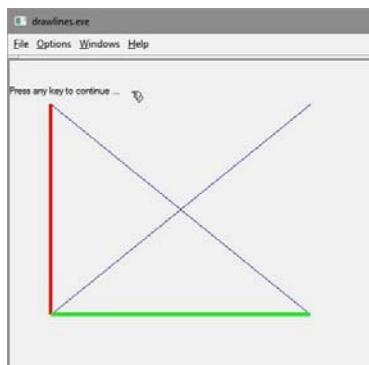 drawlines.exe
File Options Windows Help
Press any key to continue ...